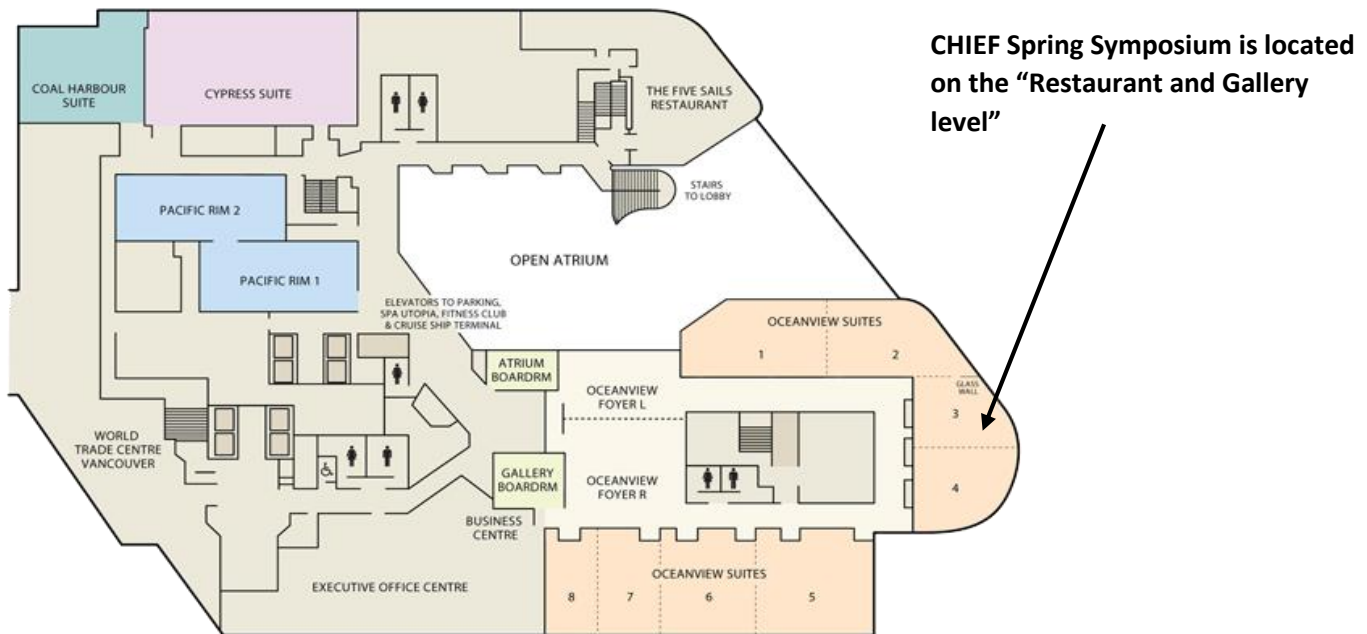 CHIEF Spring Symposium is located
on the “Restaurant and Gallery
level”
COAL HARBOUR
SUITE
CYPRESS SUITE
THE FIVE SAILS
RESTAURANT
STAIRS
TO LOBBY
PACIFIC RIM 2
PACIFIC RIM 1
OPEN ATRIUM
ELEVATORS TO PARKING,
SPA UTOPIA, FITNESS CLUB
& CRUISE SHIP TERMINAL
OCEANVIEW SUITES
1
2
ATRIUM
BOARDRM
OCEANVIEW
FOYER L
GLASS
WALL
3
WORLD
TRADE CENTRE
VANCOUVER
GALLERY
BOARDRM
OCEANVIEW
FOYER R
4
BUSINESS
CENTRE
EXECUTIVE OFFICE CENTRE
OCEANVIEW SUITES
8
7
6
5